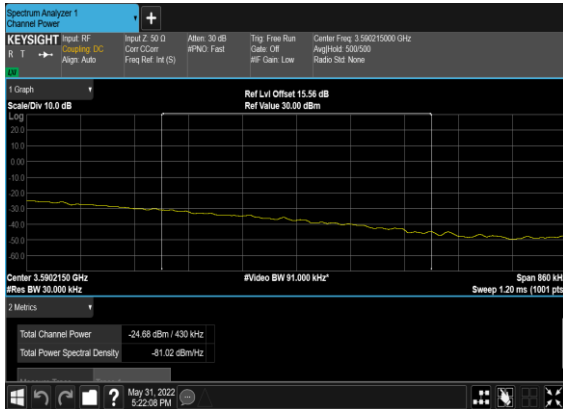 Spectrum Analyzer 1
Channel Power
KEYSIGHT
R T
LXI
Input: RF
Coupling: DC
Align: Auto
Input Z: 50 Ω
Corr CCorr
Freq Ref: Int (S)
Atten: 30 dB
#PNO: Fast
Trig: Free Run
Gate: Off
#IF Gain: Low
Center Freq: 3.590215000 GHz
Avg|Hold: 500/500
Radio Std: None
1 Graph
Scale/Div 10.0 dB
Ref Lvl Offset 15.56 dB
Ref Value 30.00 dBm
Log
20.0
10.0
0.00
-10.0
-20.0
-30.0
-40.0
-50.0
-60.0
Center 3.5902150 GHz
#Video BW 91.000 kHz*
Span 860 kH
#Res BW 30.000 kHz
Sweep 1.20 ms (1001 pts
2 Metrics
Total Channel Power -24.68 dBm / 430 kHz
Total Power Spectral Density -81.02 dBm/Hz
?
May 31, 2022
5:22:08 PM